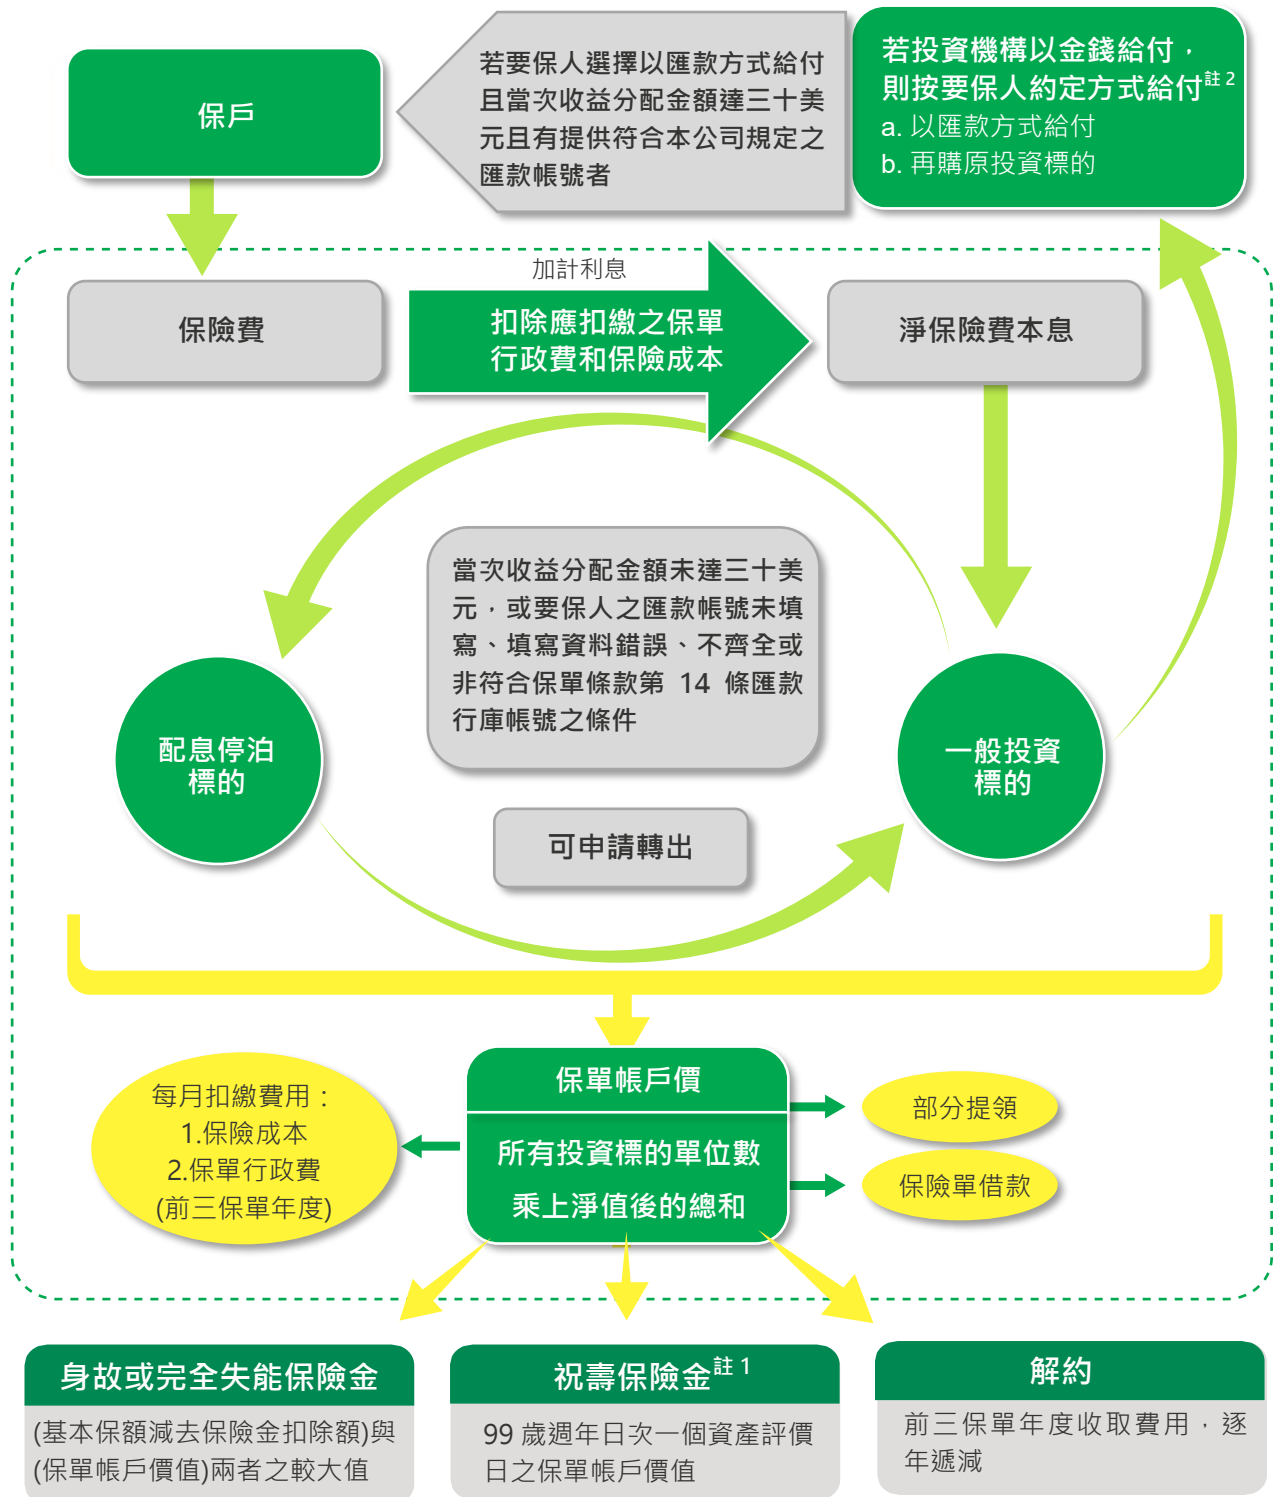 保戶
若要保人選擇以匯款方式給付
且當次收益分配金額達三十美
元且有提供符合本公司規定之
匯款帳號者
若投資機構以金錢給付，
則按要保人約定方式給付註 2
a. 以匯款方式給付
b. 再購原投資標的
保險費
加計利息
扣除應扣繳之保單
行政費和保險成本
淨保險費本息
當次收益分配金額未達三十美
元，或要保人之匯款帳號未填
寫、填寫資料錯誤、不齊全或
非符合保單條款第 14 條匯款
行庫帳號之條件
配息停泊
標的
一般投資
標的
可申請轉出
每月扣繳費用：
1.保險成本
2.保單行政費
(前三保單年度)
保單帳戶價
所有投資標的單位數
乘上淨值後的總和
部分提領
保險單借款
身故或完全失能保險金
(基本保額減去保險金扣除額)與
(保單帳戶價值)兩者之較大值
祝壽保險金註 1
99 歲週年日次一個資產評價
日之保單帳戶價值
解約
前三保單年度收取費用，逐
年遞減